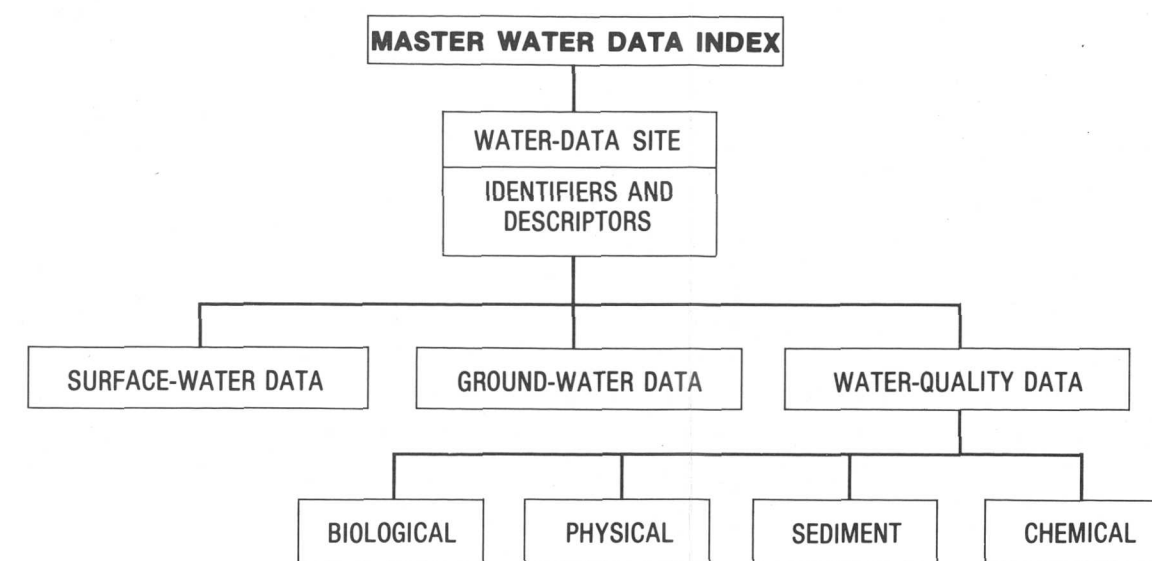 MASTER WATER DATA INDEX
WATER-DATA SITE
IDENTIFIERS AND
DESCRIPTORS
SURFACE-WATER DATA
GROUND-WATER DATA
WATER-QUALITY DATA
BIOLOGICAL
PHYSICAL
SEDIMENT
CHEMICAL